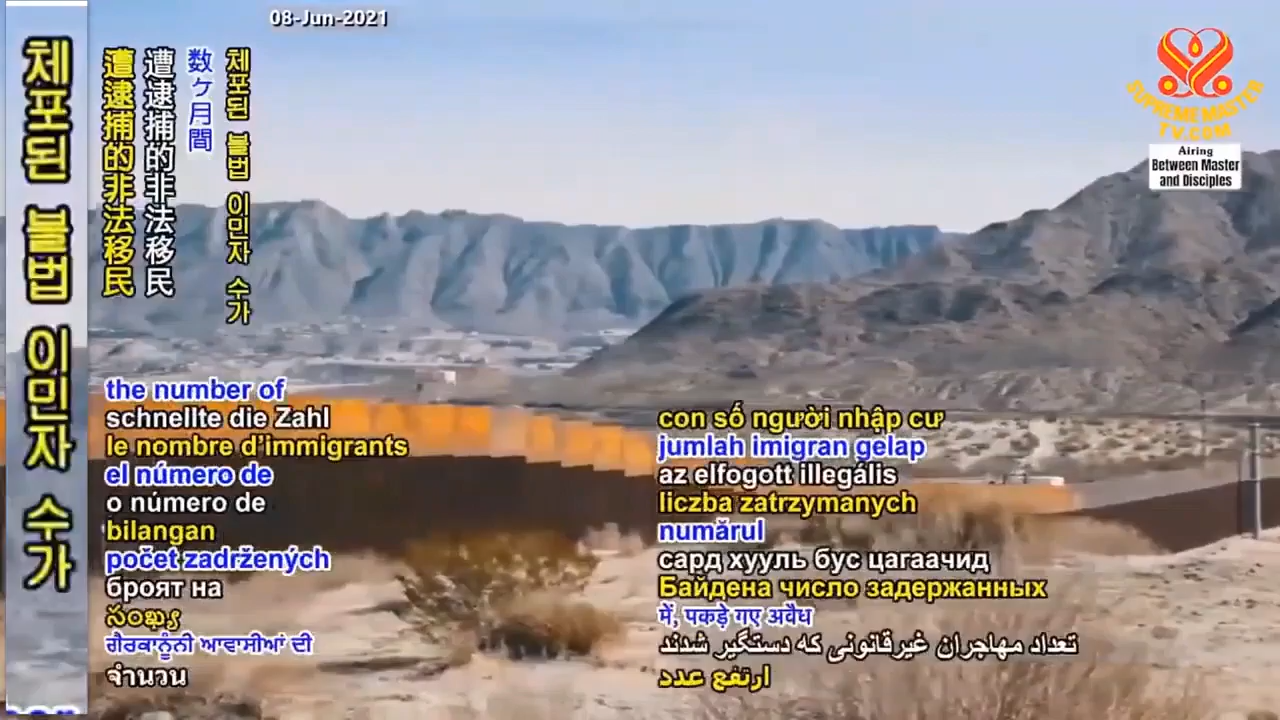 08-Jun-2021
SUPREME MASTER
TV.COM
Airing
Between Master
and Disciples
체포된 불법 이민자 수가
遭逮捕的非法移民
遭逮捕的非法移民
数ケ月間
체포된 불법 이민자 수가
the number of
schnellte die Zahl
le nombre d'immigrants
el número de
o número de
bilangan
počet zadržených
броят на
సంఖ్య
ਗੈਰਕਾਨੂੰਨੀ ਆਵਾਸੀਆਂ ਦੀ
จำนวน
con số người nhập cư
jumlah imigran gelap
az elfogott illegális
liczba zatrzymanych
numărul
сард хууль бус цагаачид
Байдена число задержанных
में, पकड़े गए अवैध
تعداد مهاجران غیرقانونی که دستگیر شدند
ارتفع عدد